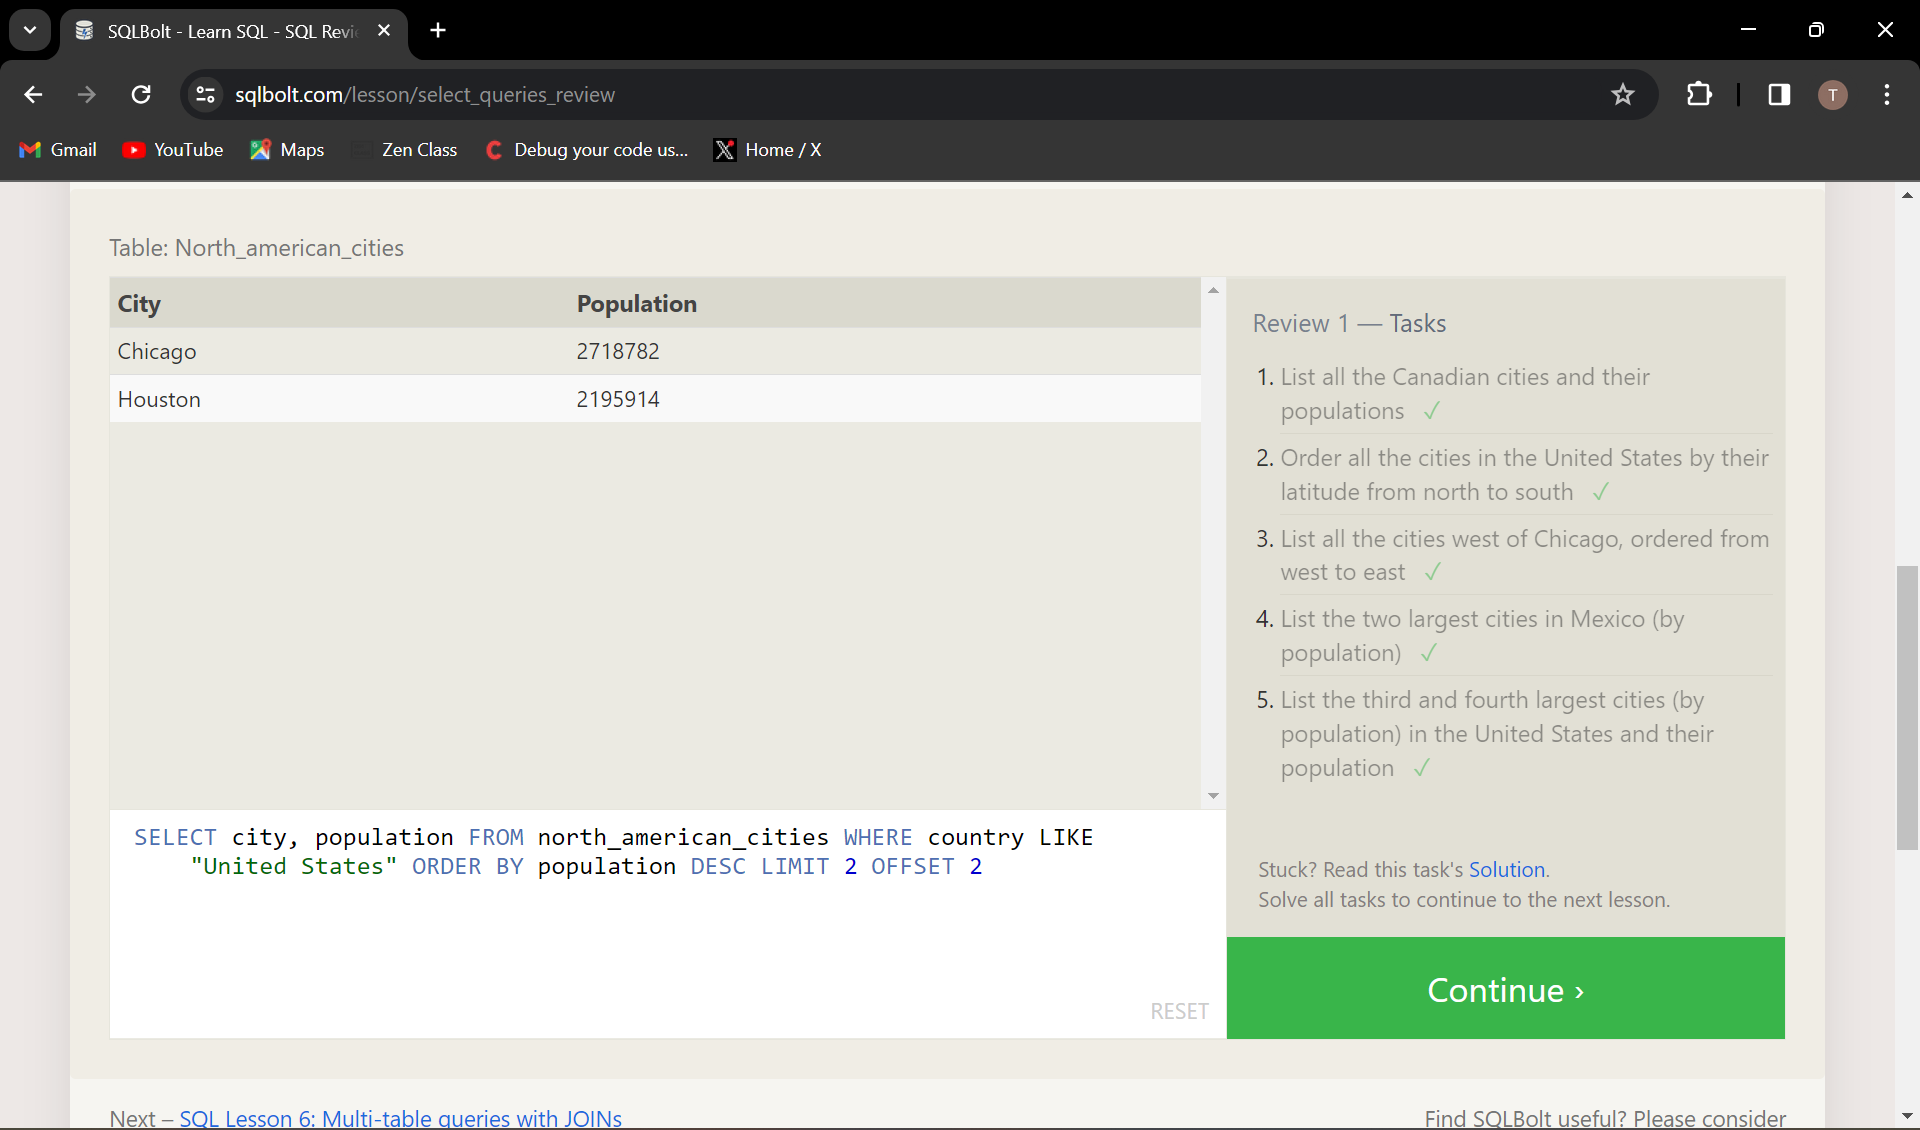 SQLBolt - Learn SQL - SQL Revi
sqlbolt.com/lesson/select_queries_review
T
Gmail
YouTube
Maps
Zen Class
Debug your code us...
Home / X
Table: North_american_cities
City Population
Chicago 2718782
Houston 2195914
SELECT city, population FROM north_american_cities WHERE country LIKE
"United States" ORDER BY population DESC LIMIT 2 OFFSET 2
RESET
Review 1 — Tasks
1. List all the Canadian cities and their
populations ✓
2. Order all the cities in the United States by their
latitude from north to south ✓
3. List all the cities west of Chicago, ordered from
west to east ✓
4. List the two largest cities in Mexico (by
population) ✓
5. List the third and fourth largest cities (by
population) in the United States and their
population ✓
Stuck? Read this task's Solution.
Solve all tasks to continue to the next lesson.
Continue ›
Next – SQL Lesson 6: Multi-table queries with JOINs
Find SQLBolt useful? Please consider